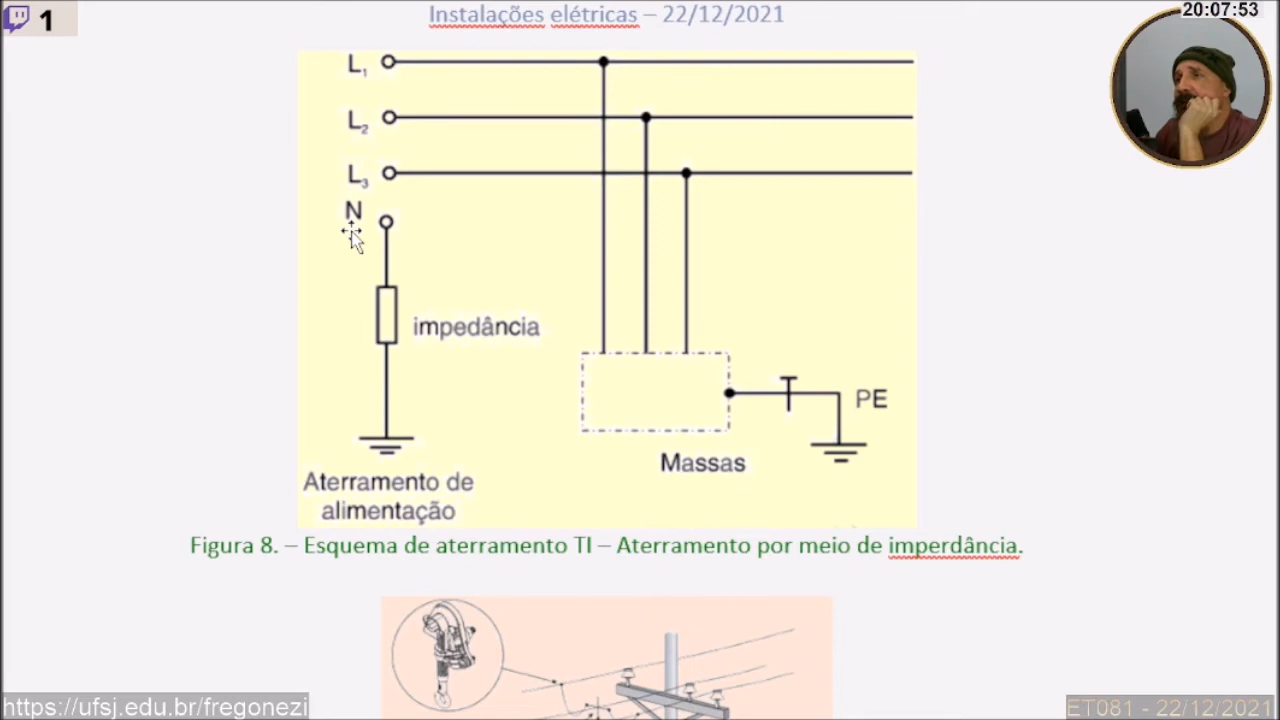 1
Instalações elétricas – 22/12/2021
20:07:53
L1
L2
L3
N
impedância
PE
Massas
Aterramento de
alimentação
Figura 8. – Esquema de aterramento TI – Aterramento por meio de imperdância.
https://ufsj.edu.br/fregonezi
ET081 - 22/12/2021